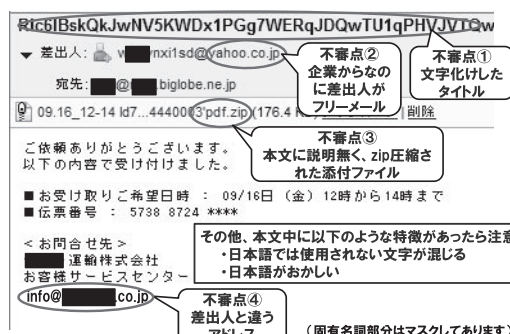 Ric6IBskQkJwNV5KWDx1PGg7WERqJDQwTU1qPHVJVTQw
差出人: v nxi1sd@yahoo.co.jp
宛先: @ .biglobe.ne.jp
不審点②
企業からなの
に差出人が
フリーメール
不審点①
文字化けした
タイトル
09.16_12-14 ld7...4440003'pdf.zip (176.4 | 削除
不審点③
本文に説明無く、zip圧縮さ
れた添付ファイル
ご依頼ありがとうございます。
以下の内容で受け付けました。
■お受け取りご希望日時 : 09/16日 (金) 12時から14時まで
■伝票番号 : 5738 8724 ****
<お問合せ先>
運輸株式会社
お客様サービスセンター
info@ .co.jp
その他、本文中に以下のような特徴があったら注意
・日本語では使用されない文字が混じる
・日本語がおかしい
不審点④
差出人と違う
アドレス
(固有名詞部分はマスクしてあります)